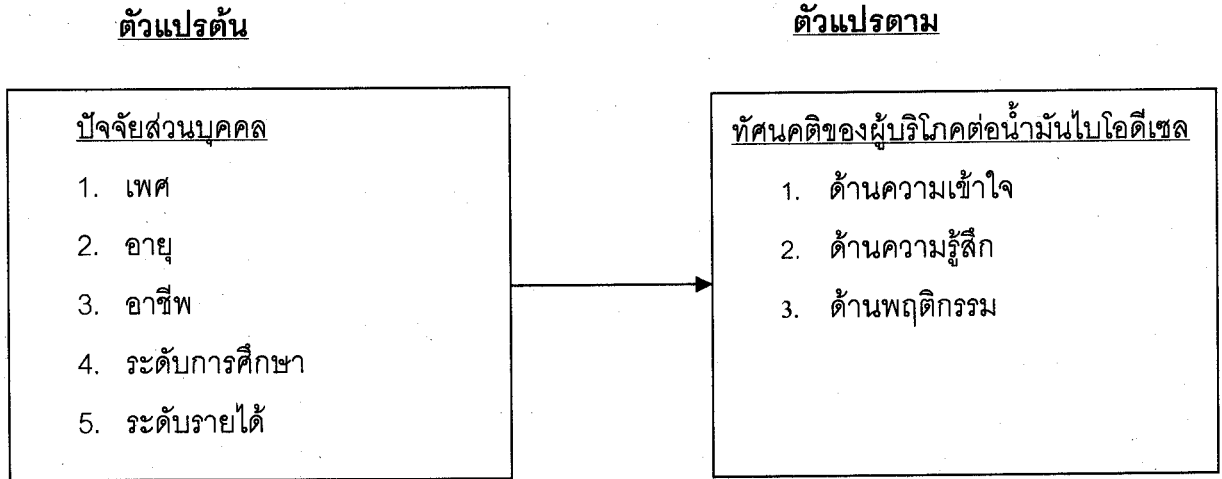 ตัวแปรต้น
ตัวแปรตาม
ปัจจัยส่วนบุคคล
1. เพศ
2. อายุ
3. อาชีพ
4. ระดับการศึกษา
5. ระดับรายได้
ทัศนคติของผู้บริโภคต่อน้ำมันไบโอดีเซล
1. ด้านความเข้าใจ
2. ด้านความรู้สึก
3. ด้านพฤติกรรม